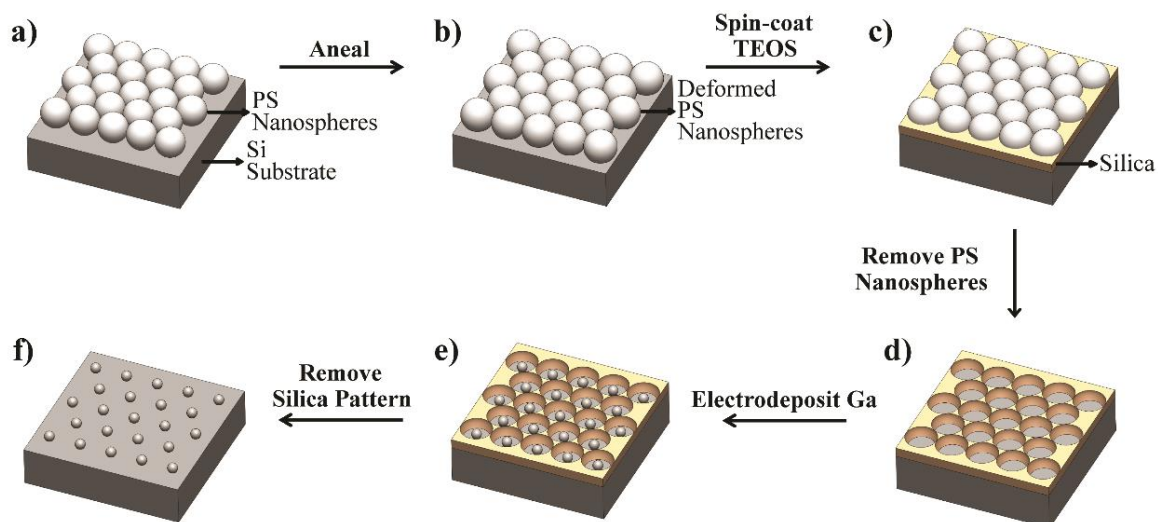 a)
Aneal
b)
Spin-coat
TEOS
c)
PS
Nanospheres
Si
Substrate
Deformed
PS
Nanospheres
Silica
Remove PS
Nanospheres
f)
Remove
Silica Pattern
e)
Electrodeposit Ga
d)